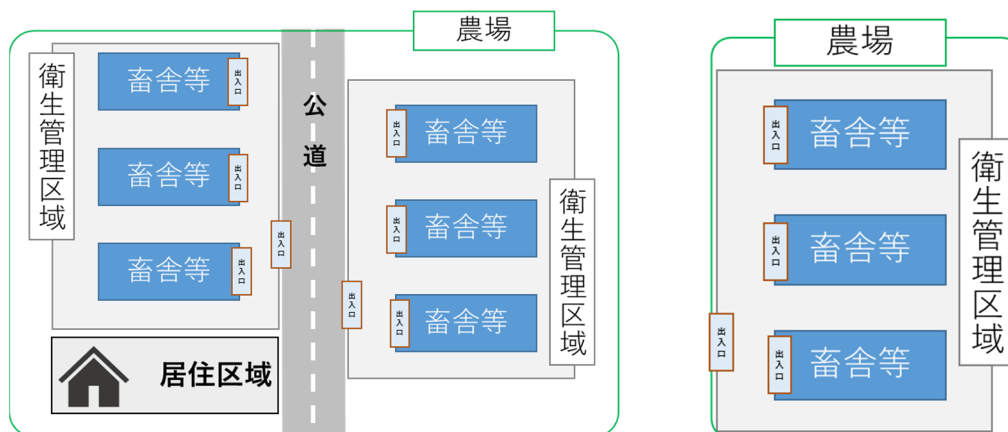 農場
衛生管理区域
畜舎等
出入口
畜舎等
出入口
畜舎等
出入口
出入口
公道
居住区域
出入口
畜舎等
出入口
畜舎等
出入口
畜舎等
出入口
衛生管理区域
農場
出入口
畜舎等
出入口
畜舎等
出入口
畜舎等
出入口
衛生管理区域